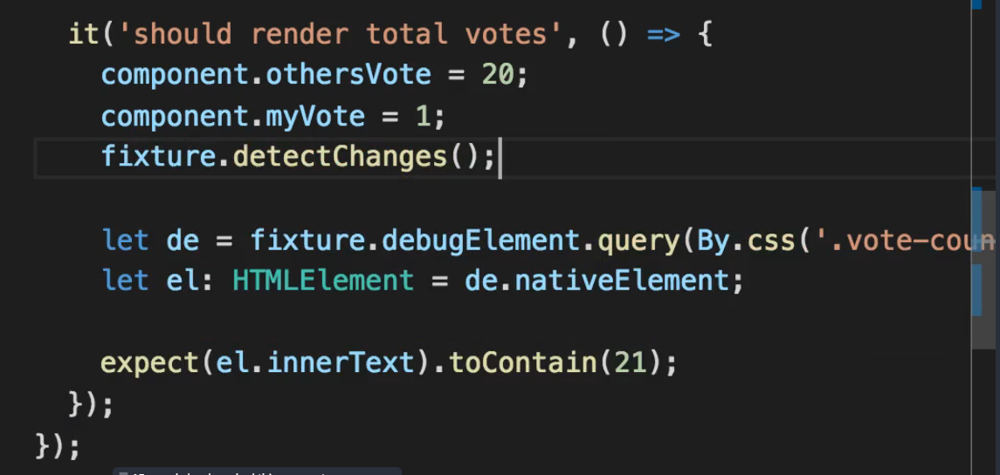 it('should render total votes', () => {
component.othersVote = 20;
component.myVote = 1;
fixture.detectChanges();
let de = fixture.debugElement.query(By.css('.vote-coun
let el: HTMLElement = de.nativeElement;
expect(el.innerText).toContain(21);
});
});